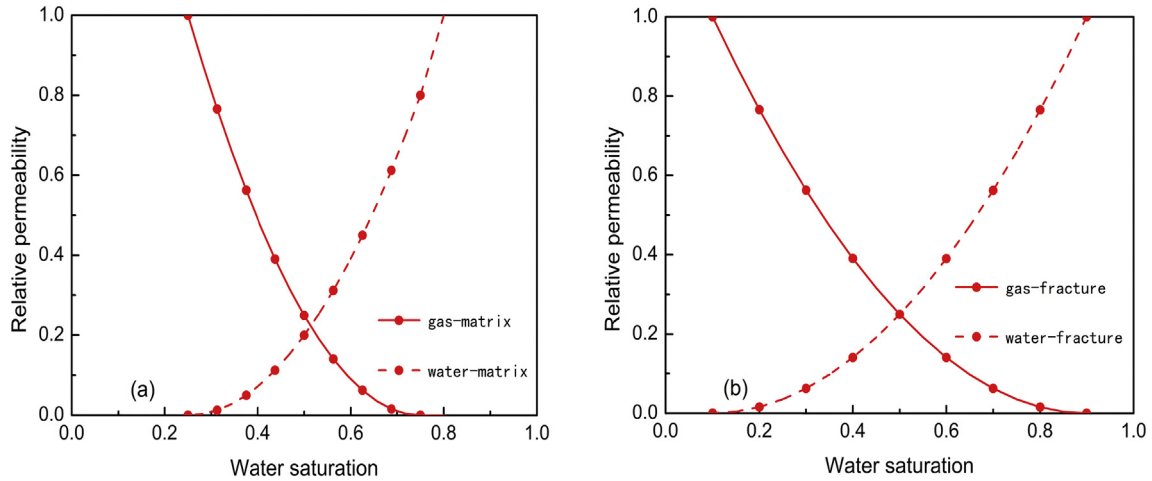 1.0
0.8
0.6
0.4
0.2
0.0
Relative permeability
gas-matrix
water-matrix
(a)
0.0 0.2 0.4 0.6 0.8 1.0
Water saturation
1.0
0.8
0.6
0.4
0.2
0.0
Relative permeability
gas-fracture
water-fracture
(b)
0.0 0.2 0.4 0.6 0.8 1.0
Water saturation